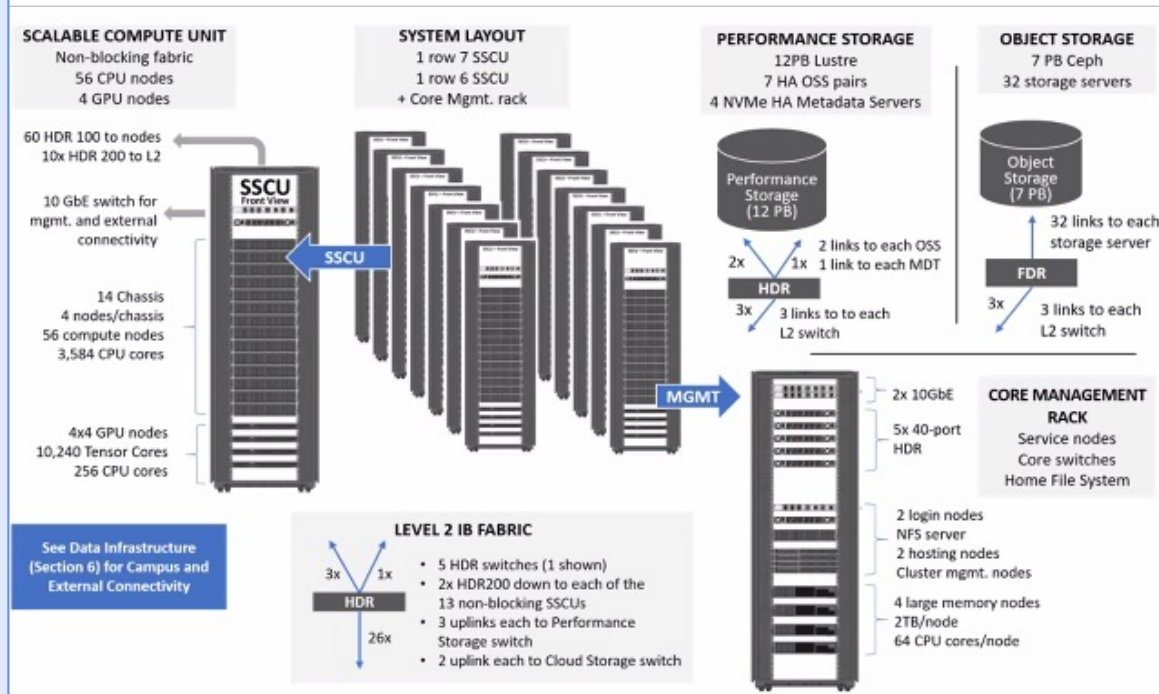 SCALABLE COMPUTE UNIT
Non-blocking fabric
56 CPU nodes
4 GPU nodes
SYSTEM LAYOUT
1 row 7 SSCU
1 row 6 SSCU
+ Core Mgmt. rack
PERFORMANCE STORAGE
12PB Lustre
7 HA OSS pairs
4 NVMe HA Metadata Servers
OBJECT STORAGE
7 PB Ceph
32 storage servers
60 HDR 100 to nodes
10x HDR 200 to L2
10 GbE switch for
mgmt. and external
connectivity
14 Chassis
4 nodes/chassis
56 compute nodes
3,584 CPU cores
4x4 GPU nodes
10,240 Tensor Cores
256 CPU cores
SSCU
Front View
SSCU
MGMT
Performance
Storage
(12 PB)
2x
1x
2 links to each OSS
1 link to each MDT
HDR
3x
3 links to to each
L2 switch
Object
Storage
(7 PB)
32 links to each
storage server
FDR
3x
3 links to each
L2 switch
2x 10GbE
5x 40-port
HDR
2 login nodes
NFS server
2 hosting nodes
Cluster mgmt. nodes
4 large memory nodes
2TB/node
64 CPU cores/node
CORE MANAGEMENT
RACK
Service nodes
Core switches
Home File System
See Data Infrastructure
(Section 6) for Campus and
External Connectivity
LEVEL 2 IB FABRIC
3x
1x
HDR
26x
• 5 HDR switches (1 shown)
• 2x HDR200 down to each of the
13 non-blocking SSCUs
• 3 uplinks each to Performance
Storage switch
• 2 uplink each to Cloud Storage switch